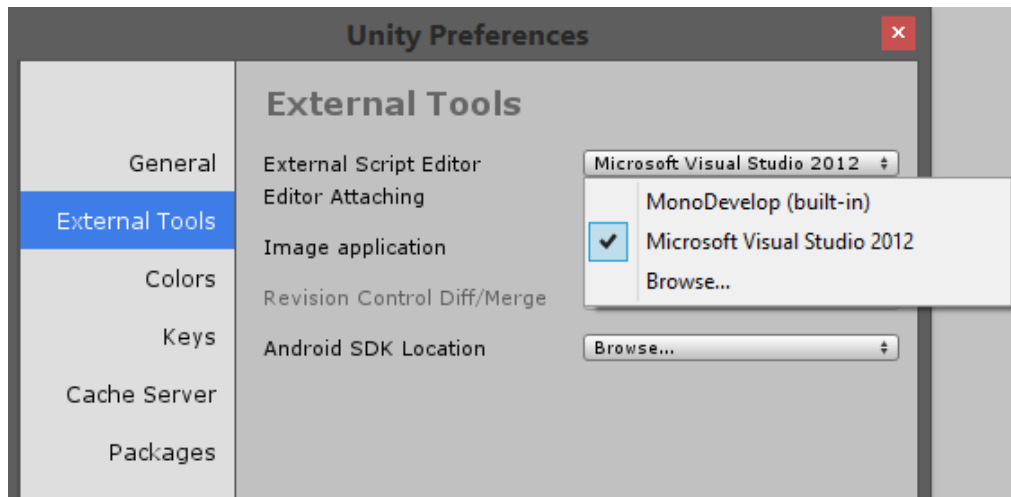 Unity Preferences
External Tools
General
External Tools
Colors
Keys
Cache Server
Packages
External Script Editor
Microsoft Visual Studio 2012
Editor Attaching
Image application
Revision Control Diff/Merge
Android SDK Location
Browse...
MonoDevelop (built-in)
Microsoft Visual Studio 2012
Browse...